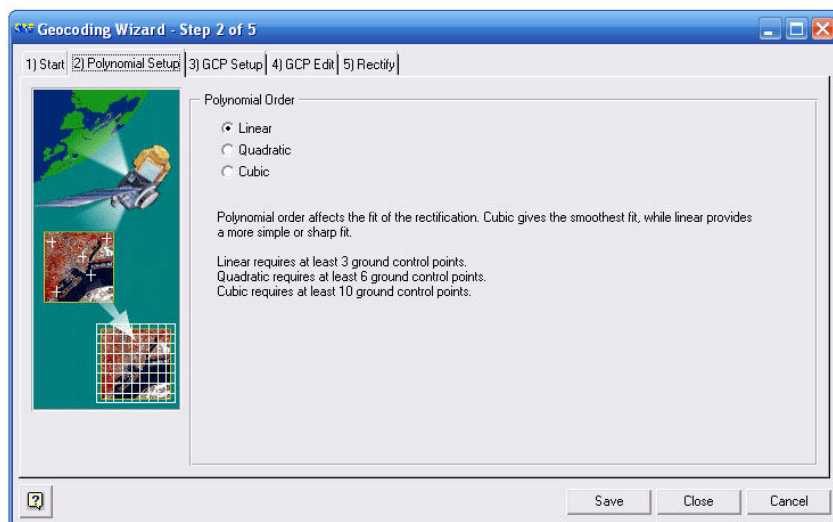 Geocoding Wizard - Step 2 of 5
1) Start 2) Polynomial Setup 3) GCP Setup 4) GCP Edit 5) Rectify
Polynomial Order
Linear
Quadratic
Cubic
Polynomial order affects the fit of the rectification. Cubic gives the smoothest fit, while linear provides
a more simple or sharp fit.
Linear requires at least 3 ground control points.
Quadratic requires at least 6 ground control points.
Cubic requires at least 10 ground control points.
Save Close Cancel